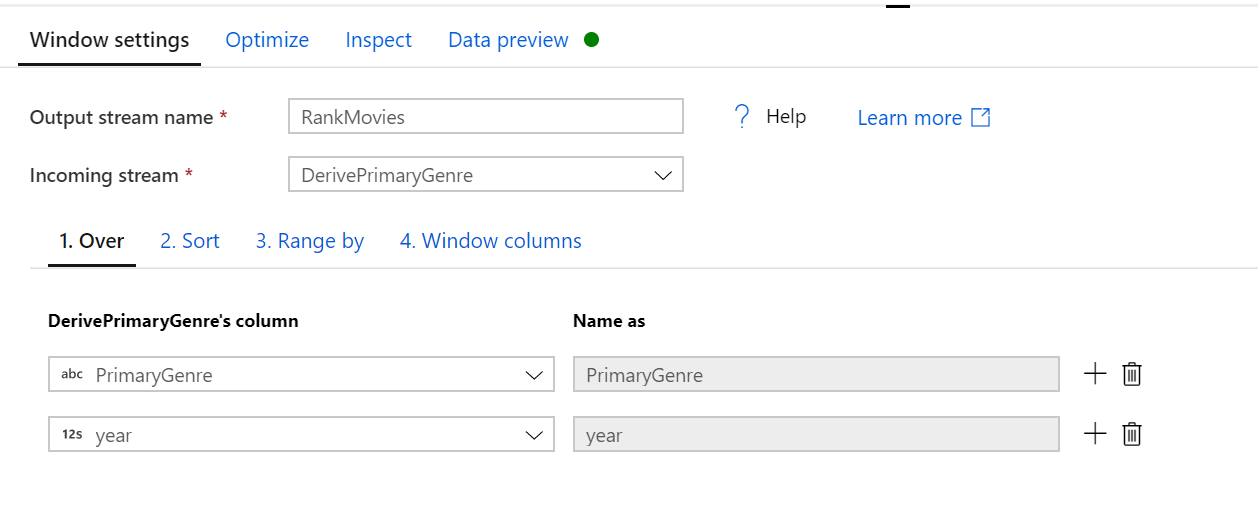 Window settings Optimize Inspect Data preview
Output stream name * RankMovies ? Help Learn more
Incoming stream * DerivePrimaryGenre
1. Over 2. Sort 3. Range by 4. Window columns
DerivePrimaryGenre's column Name as
abc PrimaryGenre PrimaryGenre
12s year year